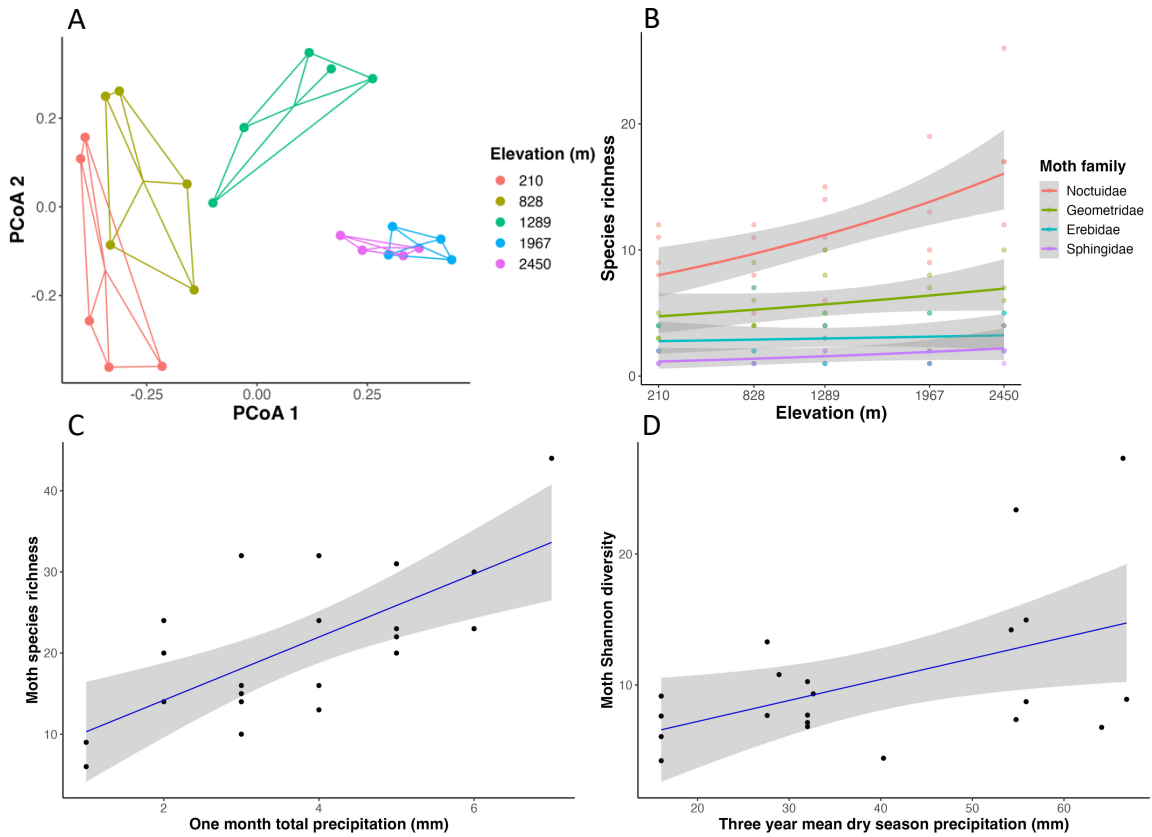 A
0.2
0.0
-0.2
PCoA 2
-0.25
0.00
0.25
PCoA 1
Elevation (m)
210
828
1289
1967
2450
B
20
10
0
Species richness
210
828
1289
1967
2450
Elevation (m)
Moth family
Noctuidae
Geometridae
Erebidae
Sphingidae
C
40
30
20
10
Moth species richness
2
4
6
One month total precipitation (mm)
D
20
10
Moth Shannon diversity
20
30
40
50
60
Three year mean dry season precipitation (mm)